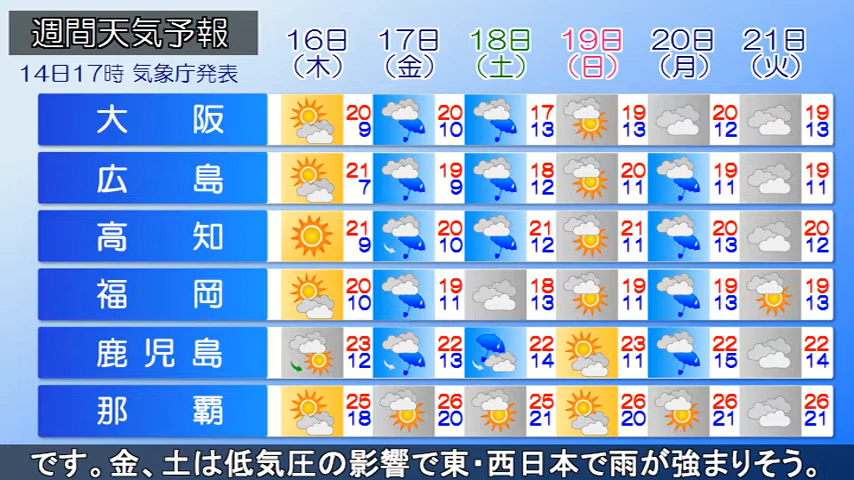 週間天気予報
14日17時 気象庁発表
16日 17日 18日 19日 20日 21日
(木) (金) (土) (日) (月) (火)
大阪 20 9 20 10 17 13 19 13 20 12 19 13
広島 21 7 19 9 18 12 20 11 19 11 19 11
高知 21 9 20 10 21 12 21 11 20 13 20 12
福岡 20 10 19 11 18 13 19 11 19 13 19 13
鹿児島 23 12 22 13 22 14 23 11 22 15 22 14
那覇 25 18 26 20 25 21 26 20 26 21 26 21
です。金、土は低気圧の影響で東・西日本で雨が強まりそう。